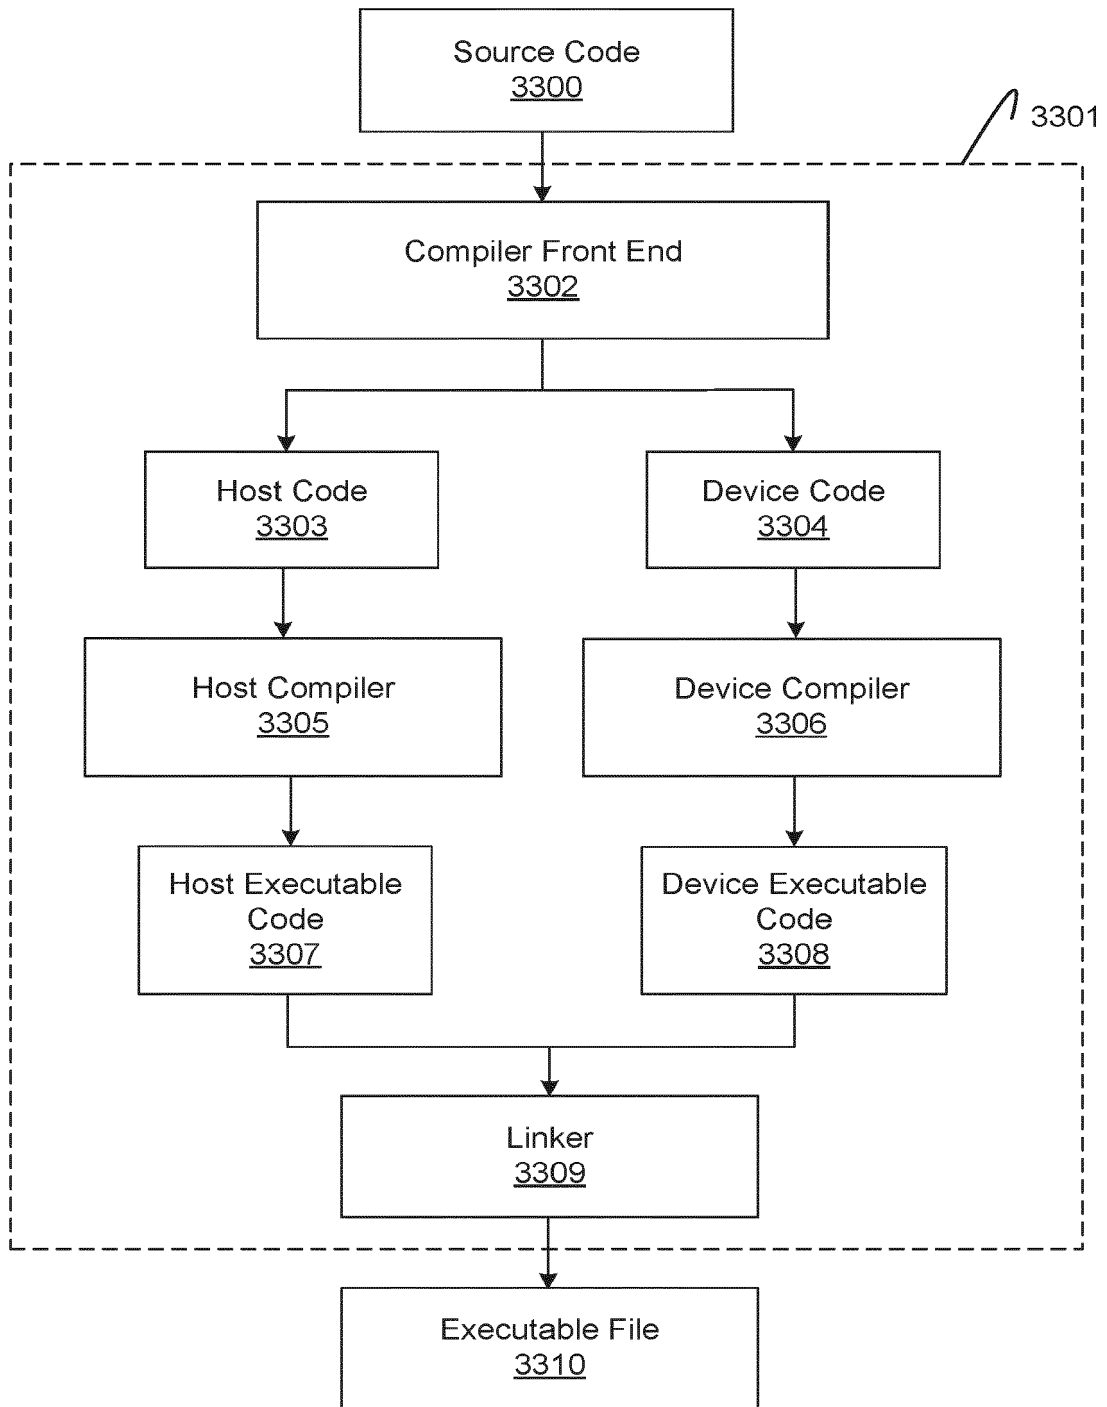 Source Code
3300
3301
Compiler Front End
3302
Host Code
3303
Device Code
3304
Host Compiler
3305
Device Compiler
3306
Host Executable
Code
3307
Device Executable
Code
3308
Linker
3309
Executable File
3310